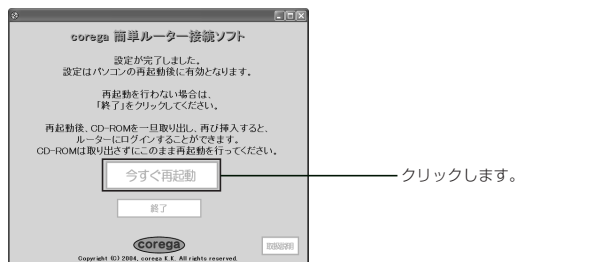 corega 簡単ルーター接続ソフト
設定が完了しました。
設定はパソコンの再起動後に有効となります。
再起動を行わない場合は、
「終了」をクリックしてください。
再起動後、CD-ROMを一旦取り出し、再び挿入すると、
ルーターにログインすることができます。
CD-ROMは取り出さずにこのまま再起動を行ってください。
今すぐ再起動
クリックします。
終了
corega
取扱説明
Copyright (C) 2004, corega K.K. All rights reserved.